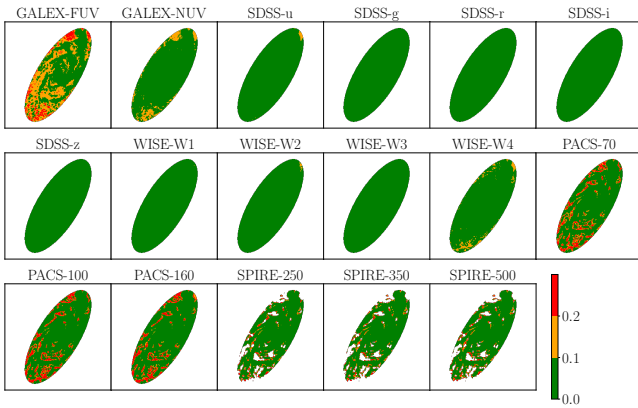 GALEX-FUV GALEX-NUV SDSS-u SDSS-g SDSS-r SDSS-i
SDSS-z WISE-W1 WISE-W2 WISE-W3 WISE-W4 PACS-70
PACS-100 PACS-160 SPIRE-250 SPIRE-350 SPIRE-500
0.2
0.1
0.0